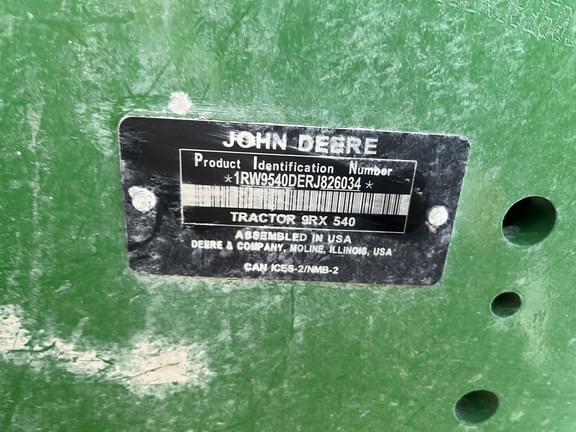 JOHN DEERE
Product Identification Number
*1RW9540DERJ826034*
TRACTOR 9RX 540
ASSEMBLED IN USA
DEERE & COMPANY, MOLINE, ILLINOIS, USA
CAN ICES-2/NMB-2